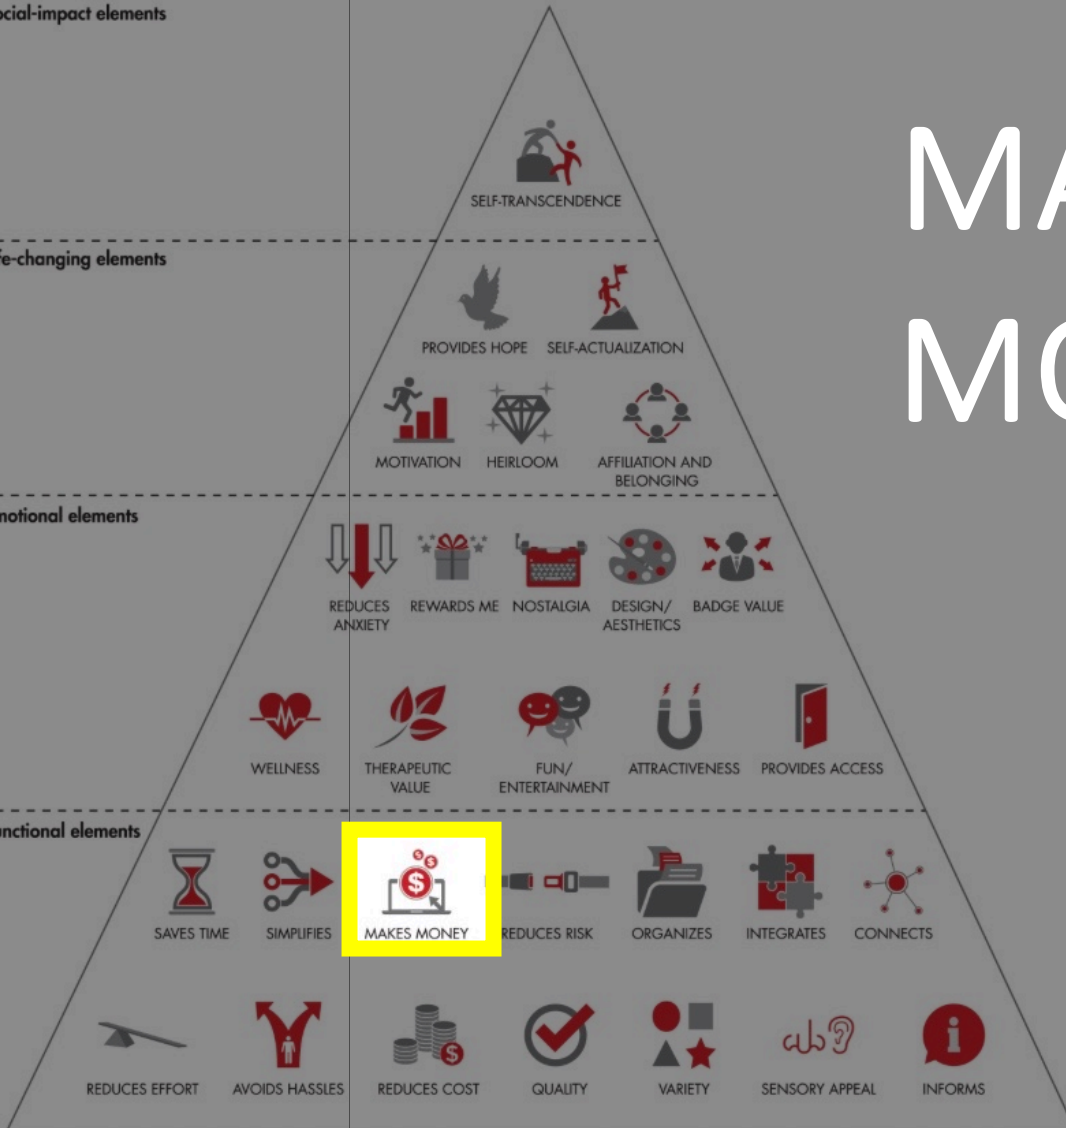 ocial-impact elements
MA
SELF-TRANSCENDENCE
fe-changing elements
MO
PROVIDES HOPE SELF-ACTUALIZATION
MOTIVATION HEIRLOOM AFFILIATION AND
BELONGING
motional elements
REDUCES
ANXIETY
REWARDS ME
NOSTALGIA
DESIGN/
AESTHETICS
BADGE VALUE
WELLNESS
THERAPEUTIC
VALUE
FUN/
ENTERTAINMENT
ATTRACTIVENESS
PROVIDES ACCESS
unctional elements
SAVES TIME SIMPLIFIES MAKES MONEY REDUCES RISK ORGANIZES INTEGRATES CONNECTS
REDUCES EFFORT AVOIDS HASSLES REDUCES COST QUALITY VARIETY SENSORY APPEAL INFORMS